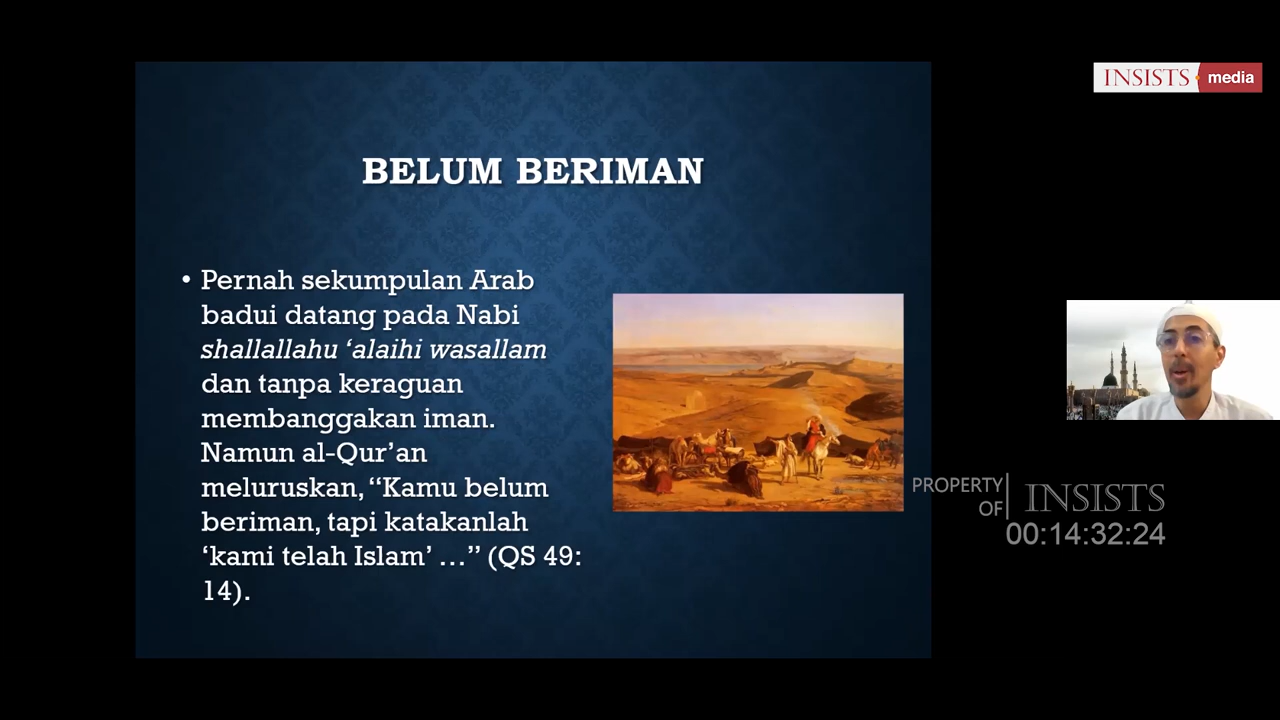 INSISTS media
BELUM BERIMAN
• Pernah sekumpulan Arab
badui datang pada Nabi
shallallahu ‘alaihi wasallam
dan tanpa keraguan
membanggakan iman.
Namun al-Qur’an
meluruskan, “Kamu belum
beriman, tapi katakanlah
‘kami telah Islam’ …” (QS 49:
14).
PROPERTY
OF
INSISTS
00:14:32:24